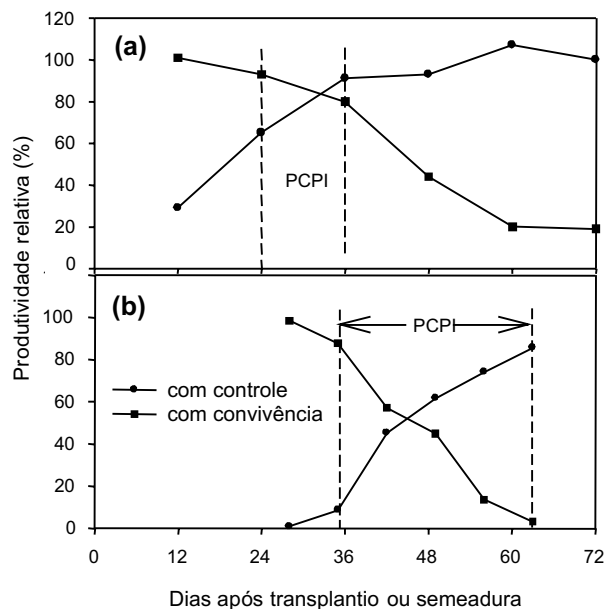 Produtividade relativa (%)
120
100
80
60
40
20
0
(a)
PCPI
100
80
60
40
20
0
(b)
PCPI
com controle
com convivência
0 12 24 36 48 60 72
Dias após transplantio ou semeadura